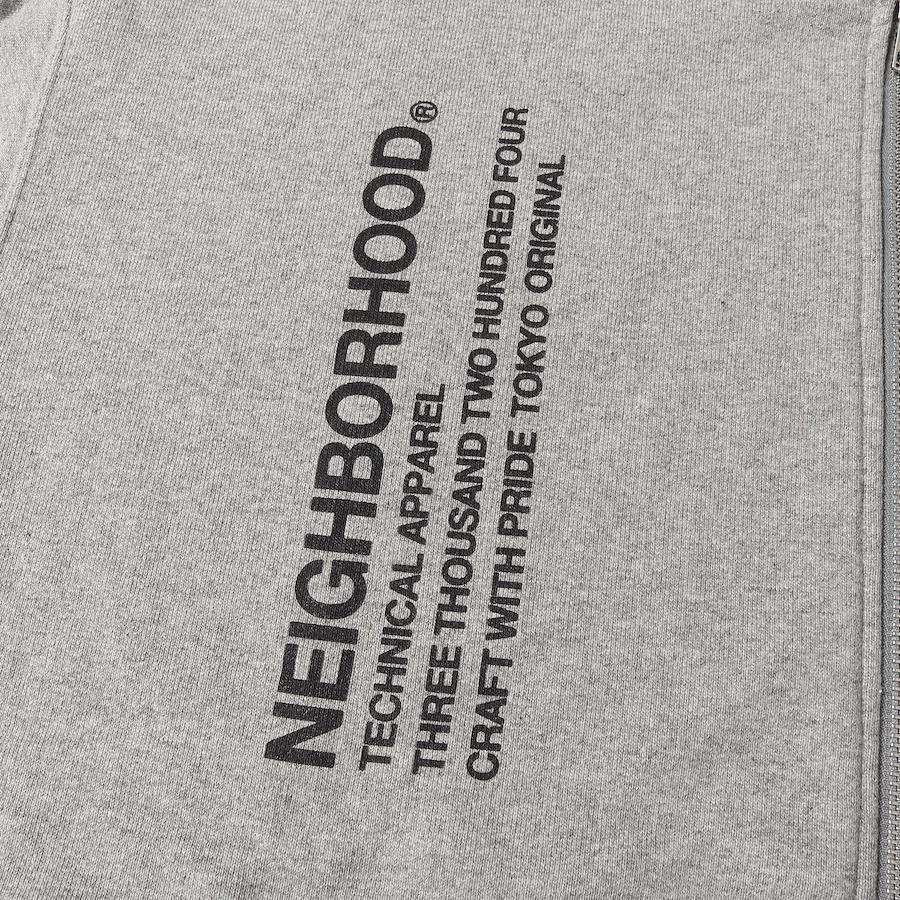 NEIGHBORHOOD®
TECHNICAL APPAREL
THREE THOUSAND TWO HUNDRED FOUR
CRAFT WITH PRIDE TOKYO ORIGINAL